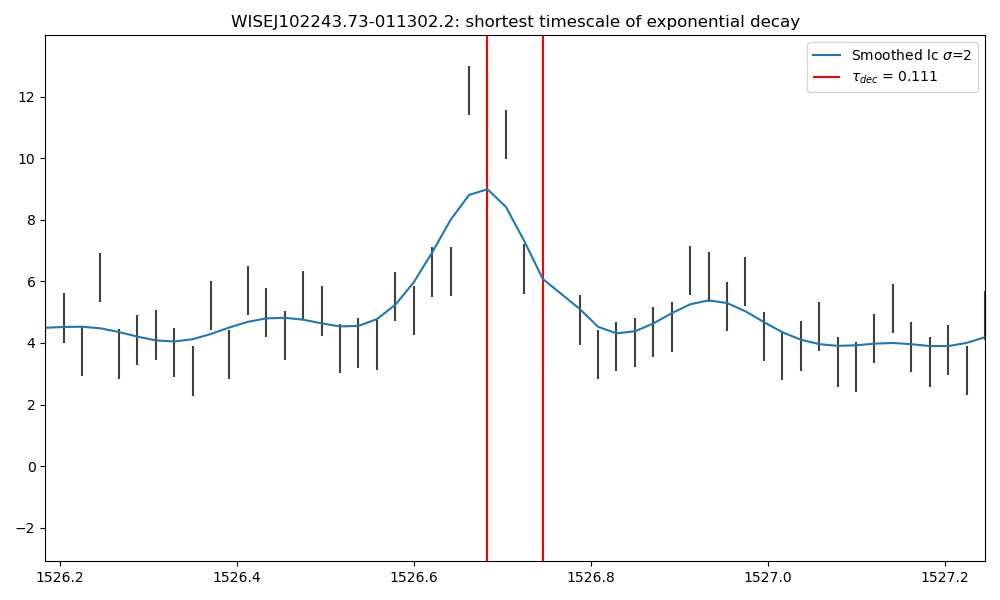 WISEJ102243.73-011302.2: shortest timescale of exponential decay
Smoothed lc σ=2
τ_dec = 0.111
12
10
8
6
4
2
0
−2
1526.2 1526.4 1526.6 1526.8 1527.0 1527.2